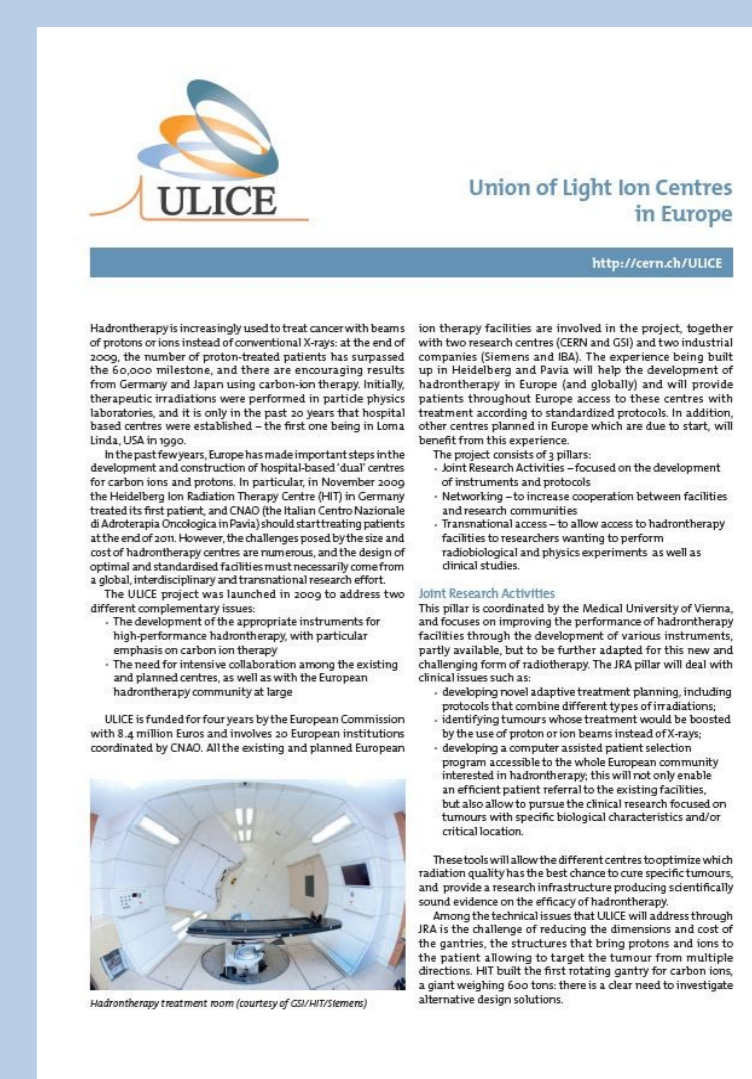 ULICE
Union of Light Ion Centres
in Europe
http://cern.ch/ULICE
Hadrontherapy is increasingly used to treat cancer with beams
of protons or ions instead of conventional X-rays: at the end of
2009, the number of proton-treated patients has surpassed
the 60,000 milestone, and there are encouraging results
from Germany and Japan using carbon-ion therapy. Initially,
therapeutic irradiations were performed in particle physics
laboratories, and it is only in the past 20 years that hospital
based centres were established – the first one being in Loma
Linda, USA in 1990.
In the past few years, Europe has made important steps in the
development and construction of hospital-based 'dual' centres
for carbon ions and protons. In particular, in November 2009
the Heidelberg Ion Radiation Therapy Centre (HIT) in Germany
treated its first patient, and CNAO (the Italian Centro Nazionale
di Adroterapia Oncologica in Pavia) should start treating patients
at the end of 2011. However, the challenges posed by the size and
cost of hadrontherapy centres are numerous, and the design of
optimal and standardised facilities must necessarily come from
a global, interdisciplinary and transnational research effort.
The ULICE project was launched in 2009 to address two
different complementary issues:
· The development of the appropriate instruments for
high-performance hadrontherapy, with particular
emphasis on carbon ion therapy
· The need for intensive collaboration among the existing
and planned centres, as well as with the European
hadrontherapy community at large
ULICE is funded for four years by the European Commission
with 8.4 million Euros and involves 20 European institutions
coordinated by CNAO. All the existing and planned European
Hadrontherapy treatment room (courtesy of GSI/HIT/Siemens)
ion therapy facilities are involved in the project, together
with two research centres (CERN and GSI) and two industrial
companies (Siemens and IBA). The experience being built
up in Heidelberg and Pavia will help the development of
hadrontherapy in Europe (and globally) and will provide
patients throughout Europe access to these centres with
treatment according to standardized protocols. In addition,
other centres planned in Europe which are due to start, will
benefit from this experience.
The project consists of 3 pillars:
· Joint Research Activities – focused on the development
of instruments and protocols
· Networking – to increase cooperation between facilities
and research communities
· Transnational access – to allow access to hadrontherapy
facilities to researchers wanting to perform
radiobiological and physics experiments as well as
clinical studies.
Joint Research Activities
This pillar is coordinated by the Medical University of Vienna,
and focuses on improving the performance of hadrontherapy
facilities through the development of various instruments,
partly available, but to be further adapted for this new and
challenging form of radiotherapy. The JRA pillar will deal with
clinical issues such as:
· developing novel adaptive treatment planning, including
protocols that combine different types of irradiations;
· identifying tumours whose treatment would be boosted
by the use of proton or ion beams instead of X-rays;
· developing a computer assisted patient selection
program accessible to the whole European community
interested in hadrontherapy; this will not only enable
an efficient patient referral to the existing facilities,
but also allow to pursue the clinical research focused on
tumours with specific biological characteristics and/or
critical location.
These tools will allow the different centres to optimize which
radiation quality has the best chance to cure specific tumours,
and provide a research infrastructure producing scientifically
sound evidence on the efficacy of hadrontherapy.
Among the technical issues that ULICE will address through
JRA is the challenge of reducing the dimensions and cost of
the gantries, the structures that bring protons and ions to
the patient allowing to target the tumour from multiple
directions. HIT built the first rotating gantry for carbon ions,
a giant weighing 600 tons: there is a clear need to investigate
alternative design solutions.